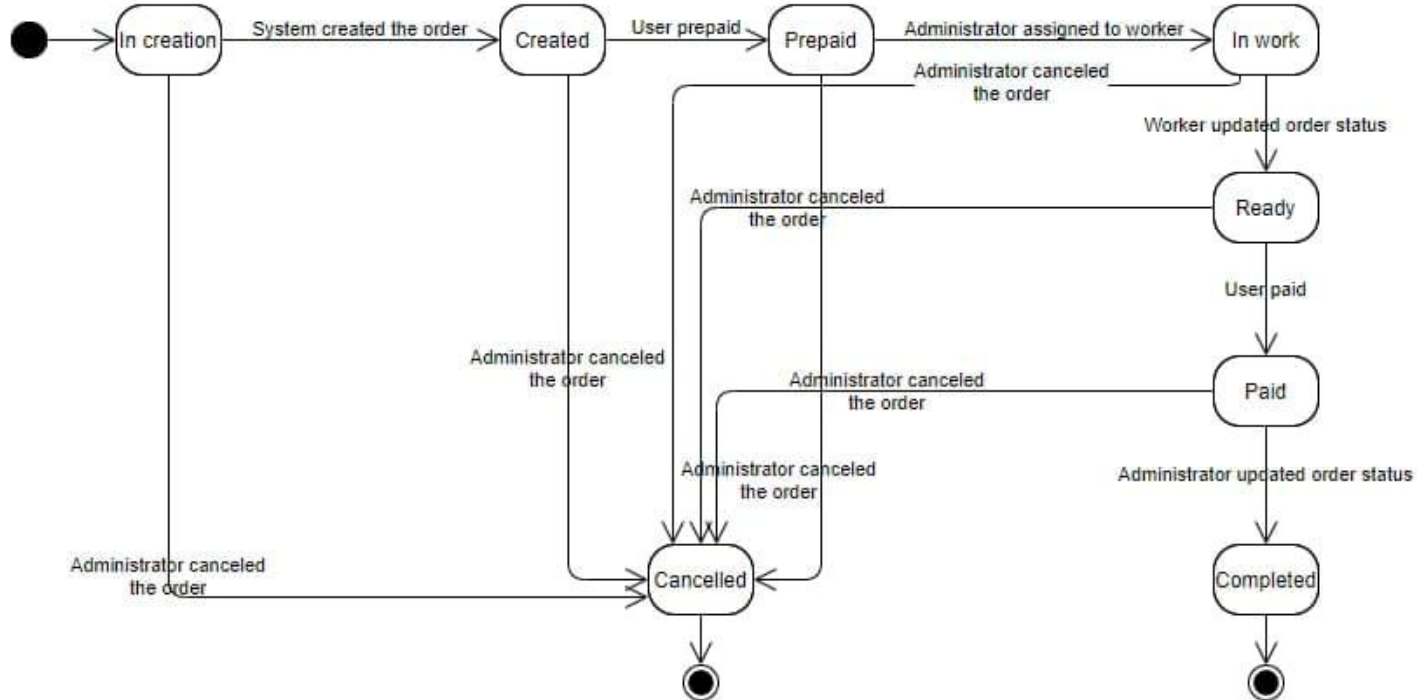 In creation
System created the order
Created
User prepaid
Prepaid
Administrator assigned to worker
In work
Administrator canceled
the order
Worker updated order status
Administrator canceled
the order
Ready
User paid
Administrator canceled
the order
Administrator canceled
the order
Paid
Administrator canceled
the order
Administrator updated order status
Administrator canceled
the order
Cancelled
Completed